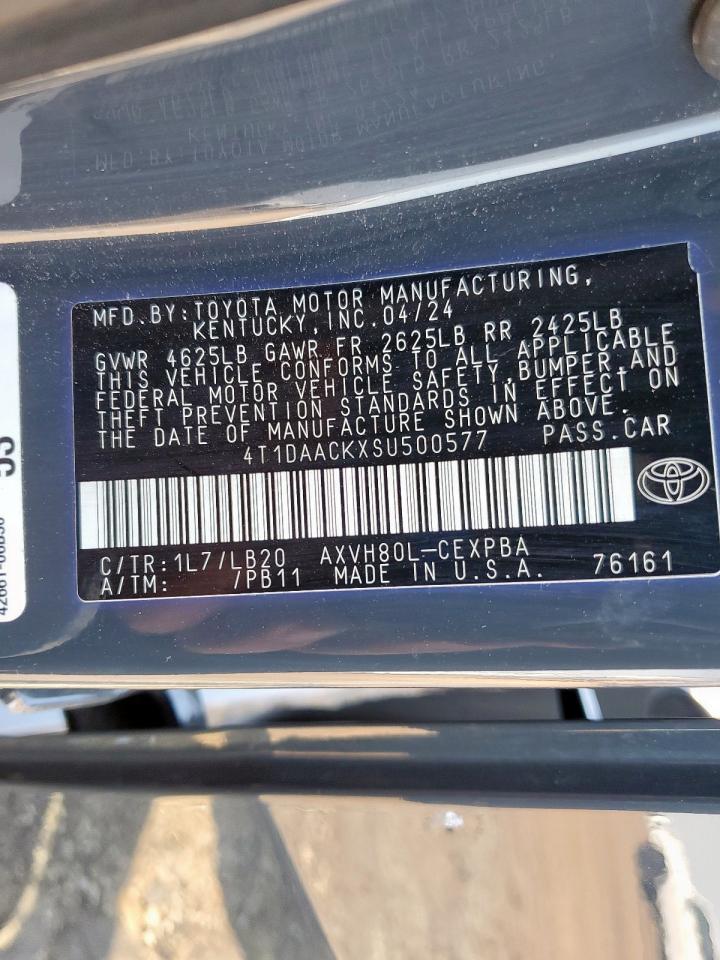 MFD.BY:TOYOTA MOTOR MANUFACTURING,
KENTUCKY,INC.04/24
GVWR 4625LB GAWR FR 2625LB RR 2425LB
THIS VEHICLE CONFORMS TO ALL APPLICABLE
FEDERAL MOTOR VEHICLE SAFETY,BUMPER,AND
THEFT PREVENTION STANDARDS IN EFFECT ON
THE DATE OF MANUFACTURE SHOWN ABOVE.
4T1DAACKXSU500577 PASS.CAR
C/TR:1L7/LB20 AXVH80L-CEXPBA
A/TM: /PB11 MADE IN U.S.A. 76161